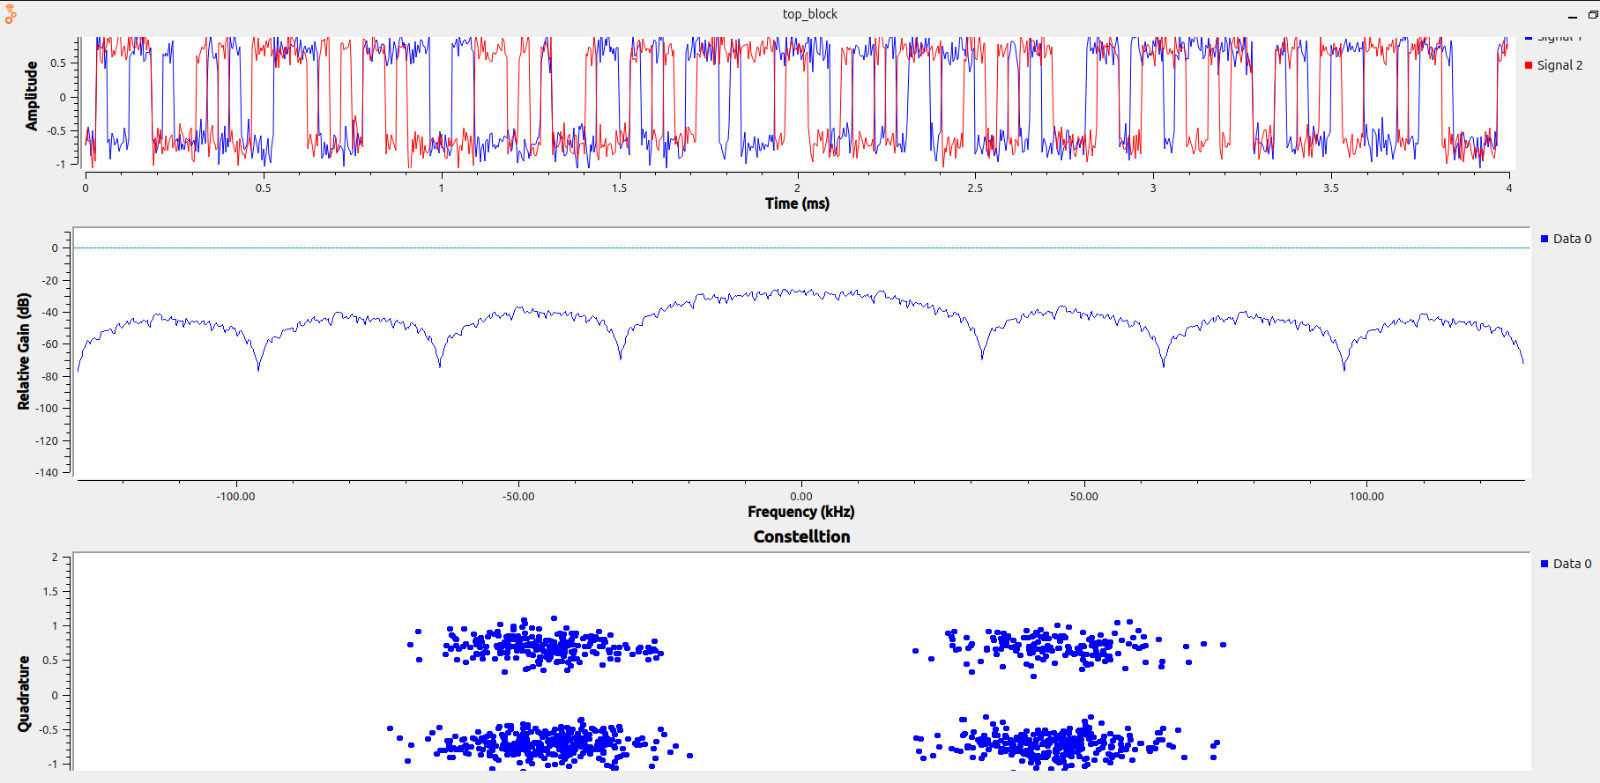 top_block
Amplitude
0.5
0
-0.5
-1
Signal 1
Signal 2
0 0.5 1 1.5 2 2.5 3 3.5 4
Time (ms)
Relative Gain (dB)
0
-20
-40
-60
-80
-100
-120
-140
Data 0
-100.00 -50.00 0.00 50.00 100.00
Frequency (kHz)
Constelltion
Quadrature
2
1.5
1
0.5
0
-0.5
-1
Data 0